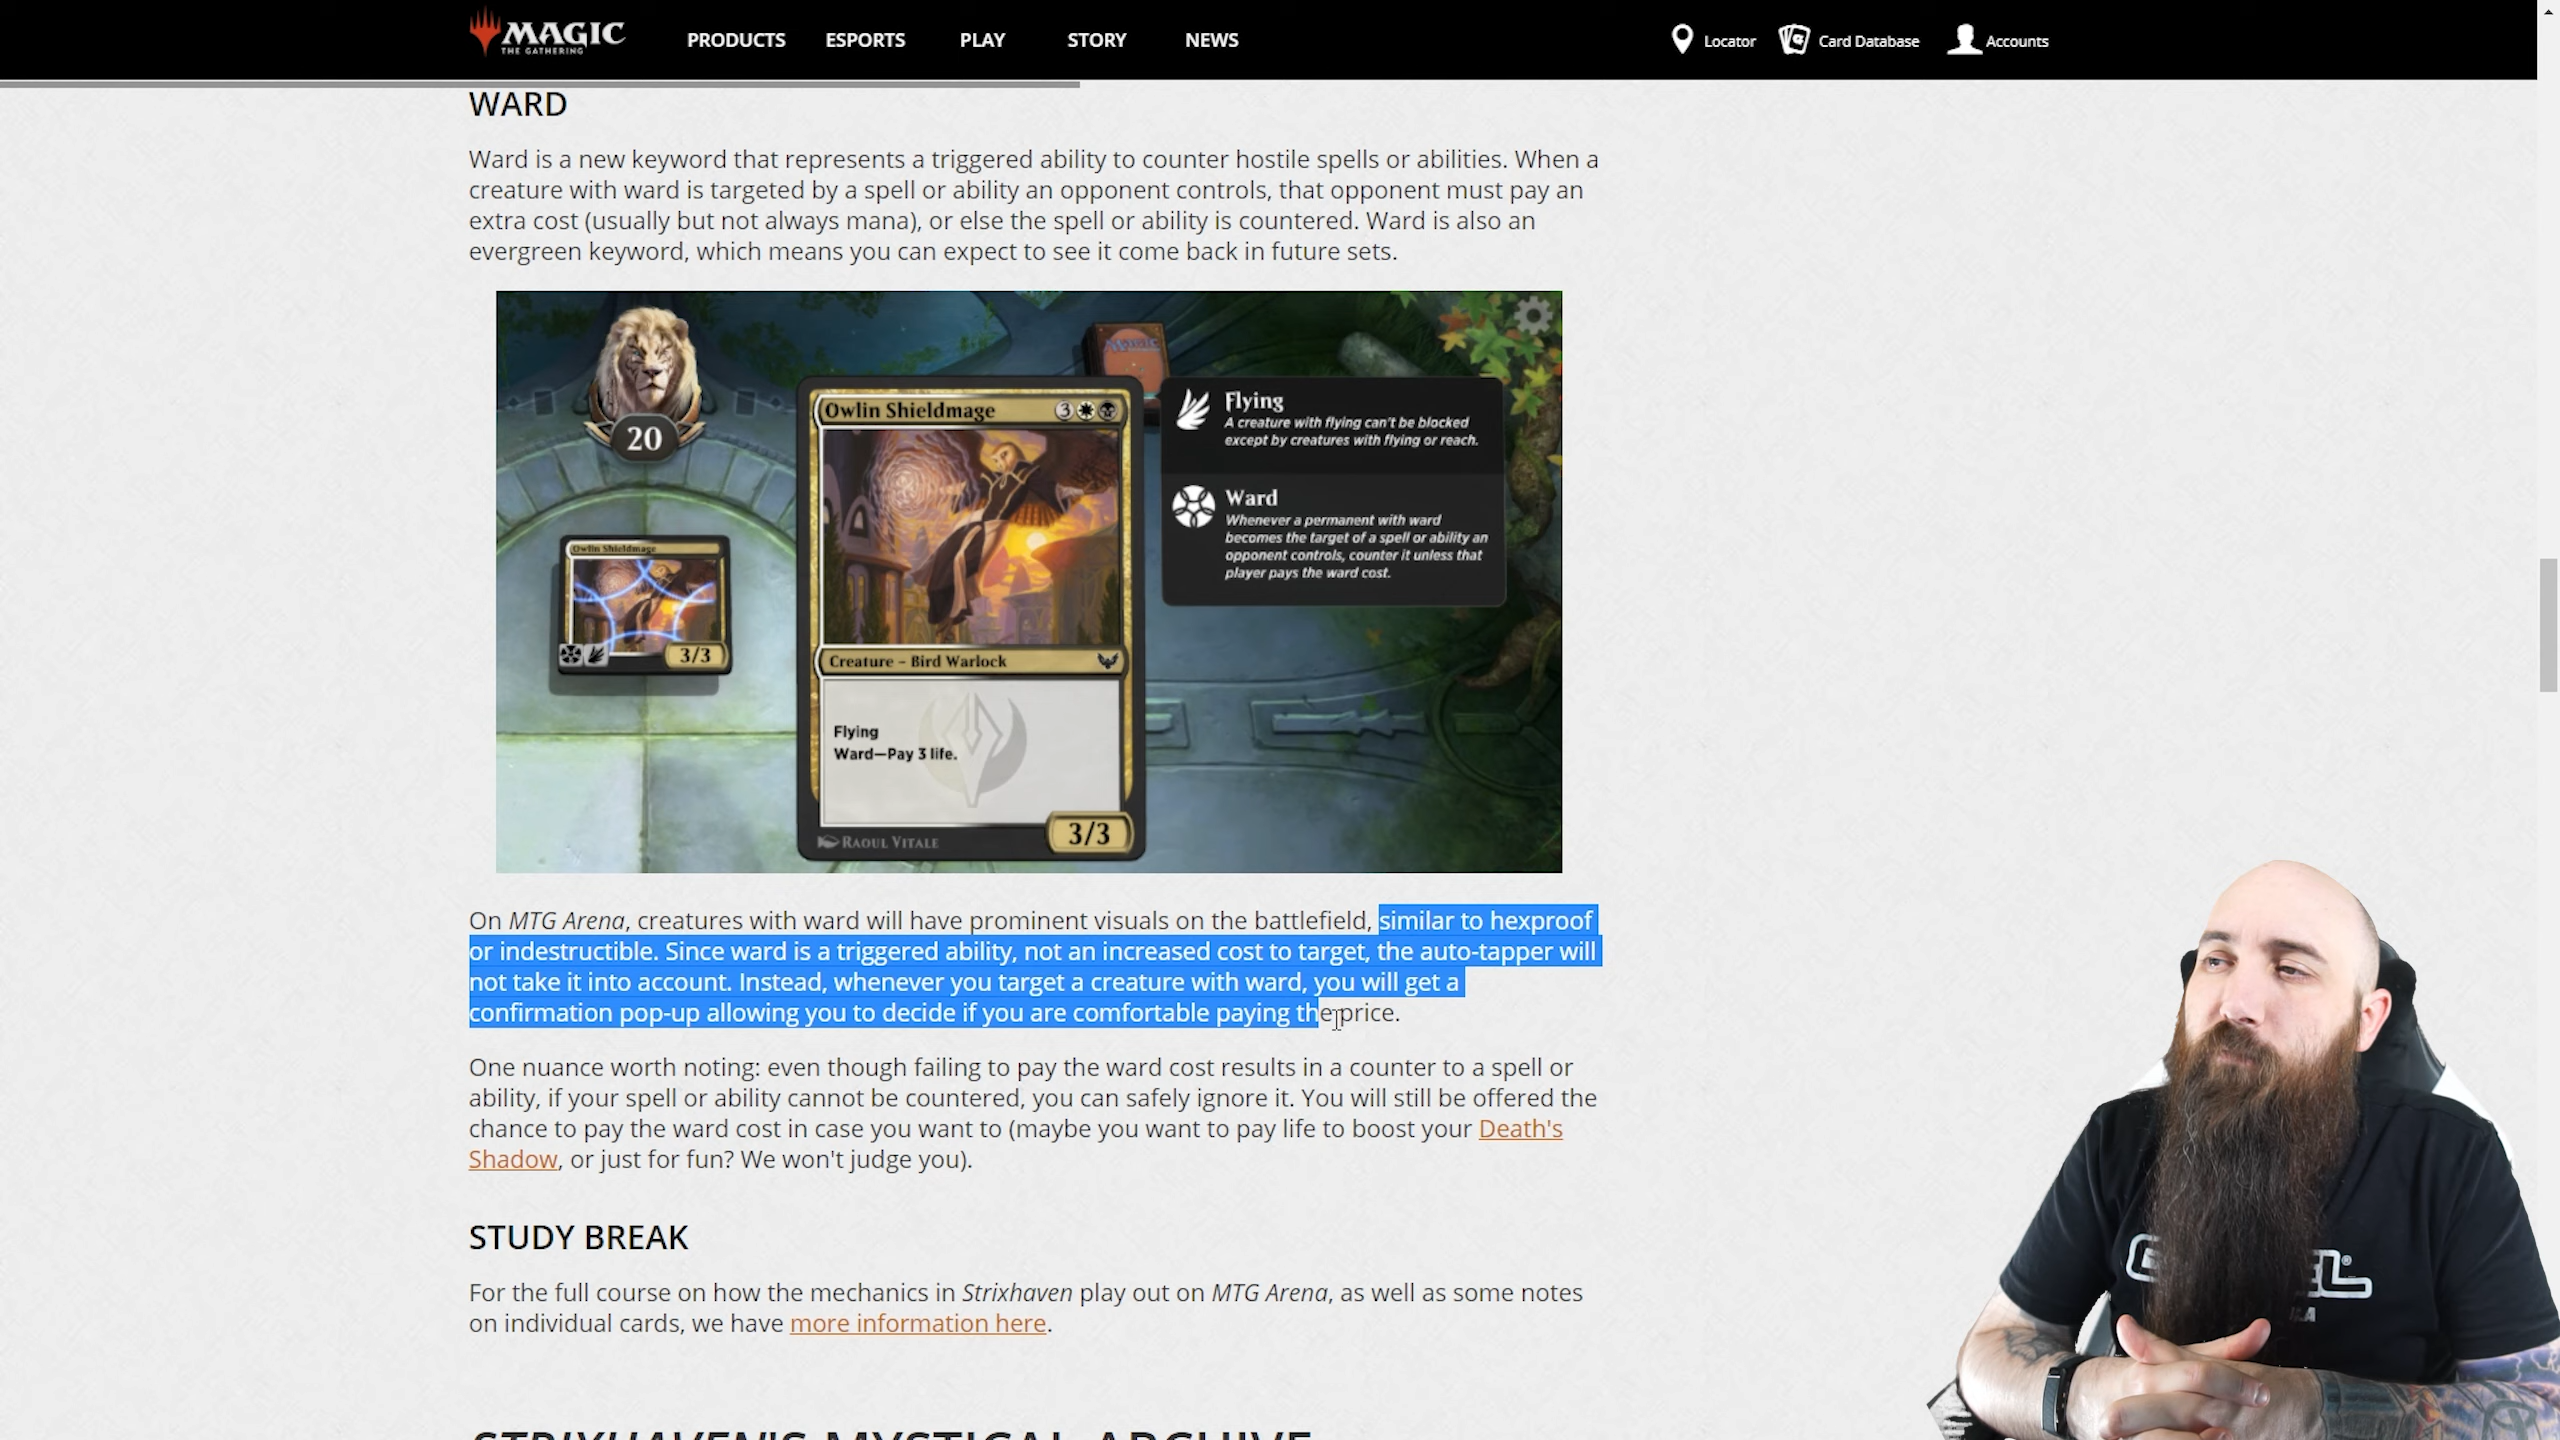 MAGIC
THE GATHERING
PRODUCTS
ESPORTS
PLAY
STORY
NEWS
Locator
Card Database
Accounts
WARD
Ward is a new keyword that represents a triggered ability to counter hostile spells or abilities. When a
creature with ward is targeted by a spell or ability an opponent controls, that opponent must pay an
extra cost (usually but not always mana), or else the spell or ability is countered. Ward is also an
evergreen keyword, which means you can expect to see it come back in future sets.
MAGIC
20
Owlin Shieldmage
3/3
Owlin Shieldmage
3
Creature – Bird Warlock
Flying
Ward—Pay 3 life.
RAOUL VITALE
3/3
Flying
A creature with flying can't be blocked
except by creatures with flying or reach.
Ward
Whenever a permanent with ward
becomes the target of a spell or ability an
opponent controls, counter it unless that
player pays the ward cost.
On MTG Arena, creatures with ward will have prominent visuals on the battlefield, similar to hexproof
or indestructible. Since ward is a triggered ability, not an increased cost to target, the auto-tapper will
not take it into account. Instead, whenever you target a creature with ward, you will get a
confirmation pop-up allowing you to decide if you are comfortable paying the price.
One nuance worth noting: even though failing to pay the ward cost results in a counter to a spell or
ability, if your spell or ability cannot be countered, you can safely ignore it. You will still be offered the
chance to pay the ward cost in case you want to (maybe you want to pay life to boost your Death's
Shadow, or just for fun? We won't judge you).
STUDY BREAK
For the full course on how the mechanics in Strixhaven play out on MTG Arena, as well as some notes
on individual cards, we have more information here.
STRIXHAVEN'S MYSTICAL ARCHIVE